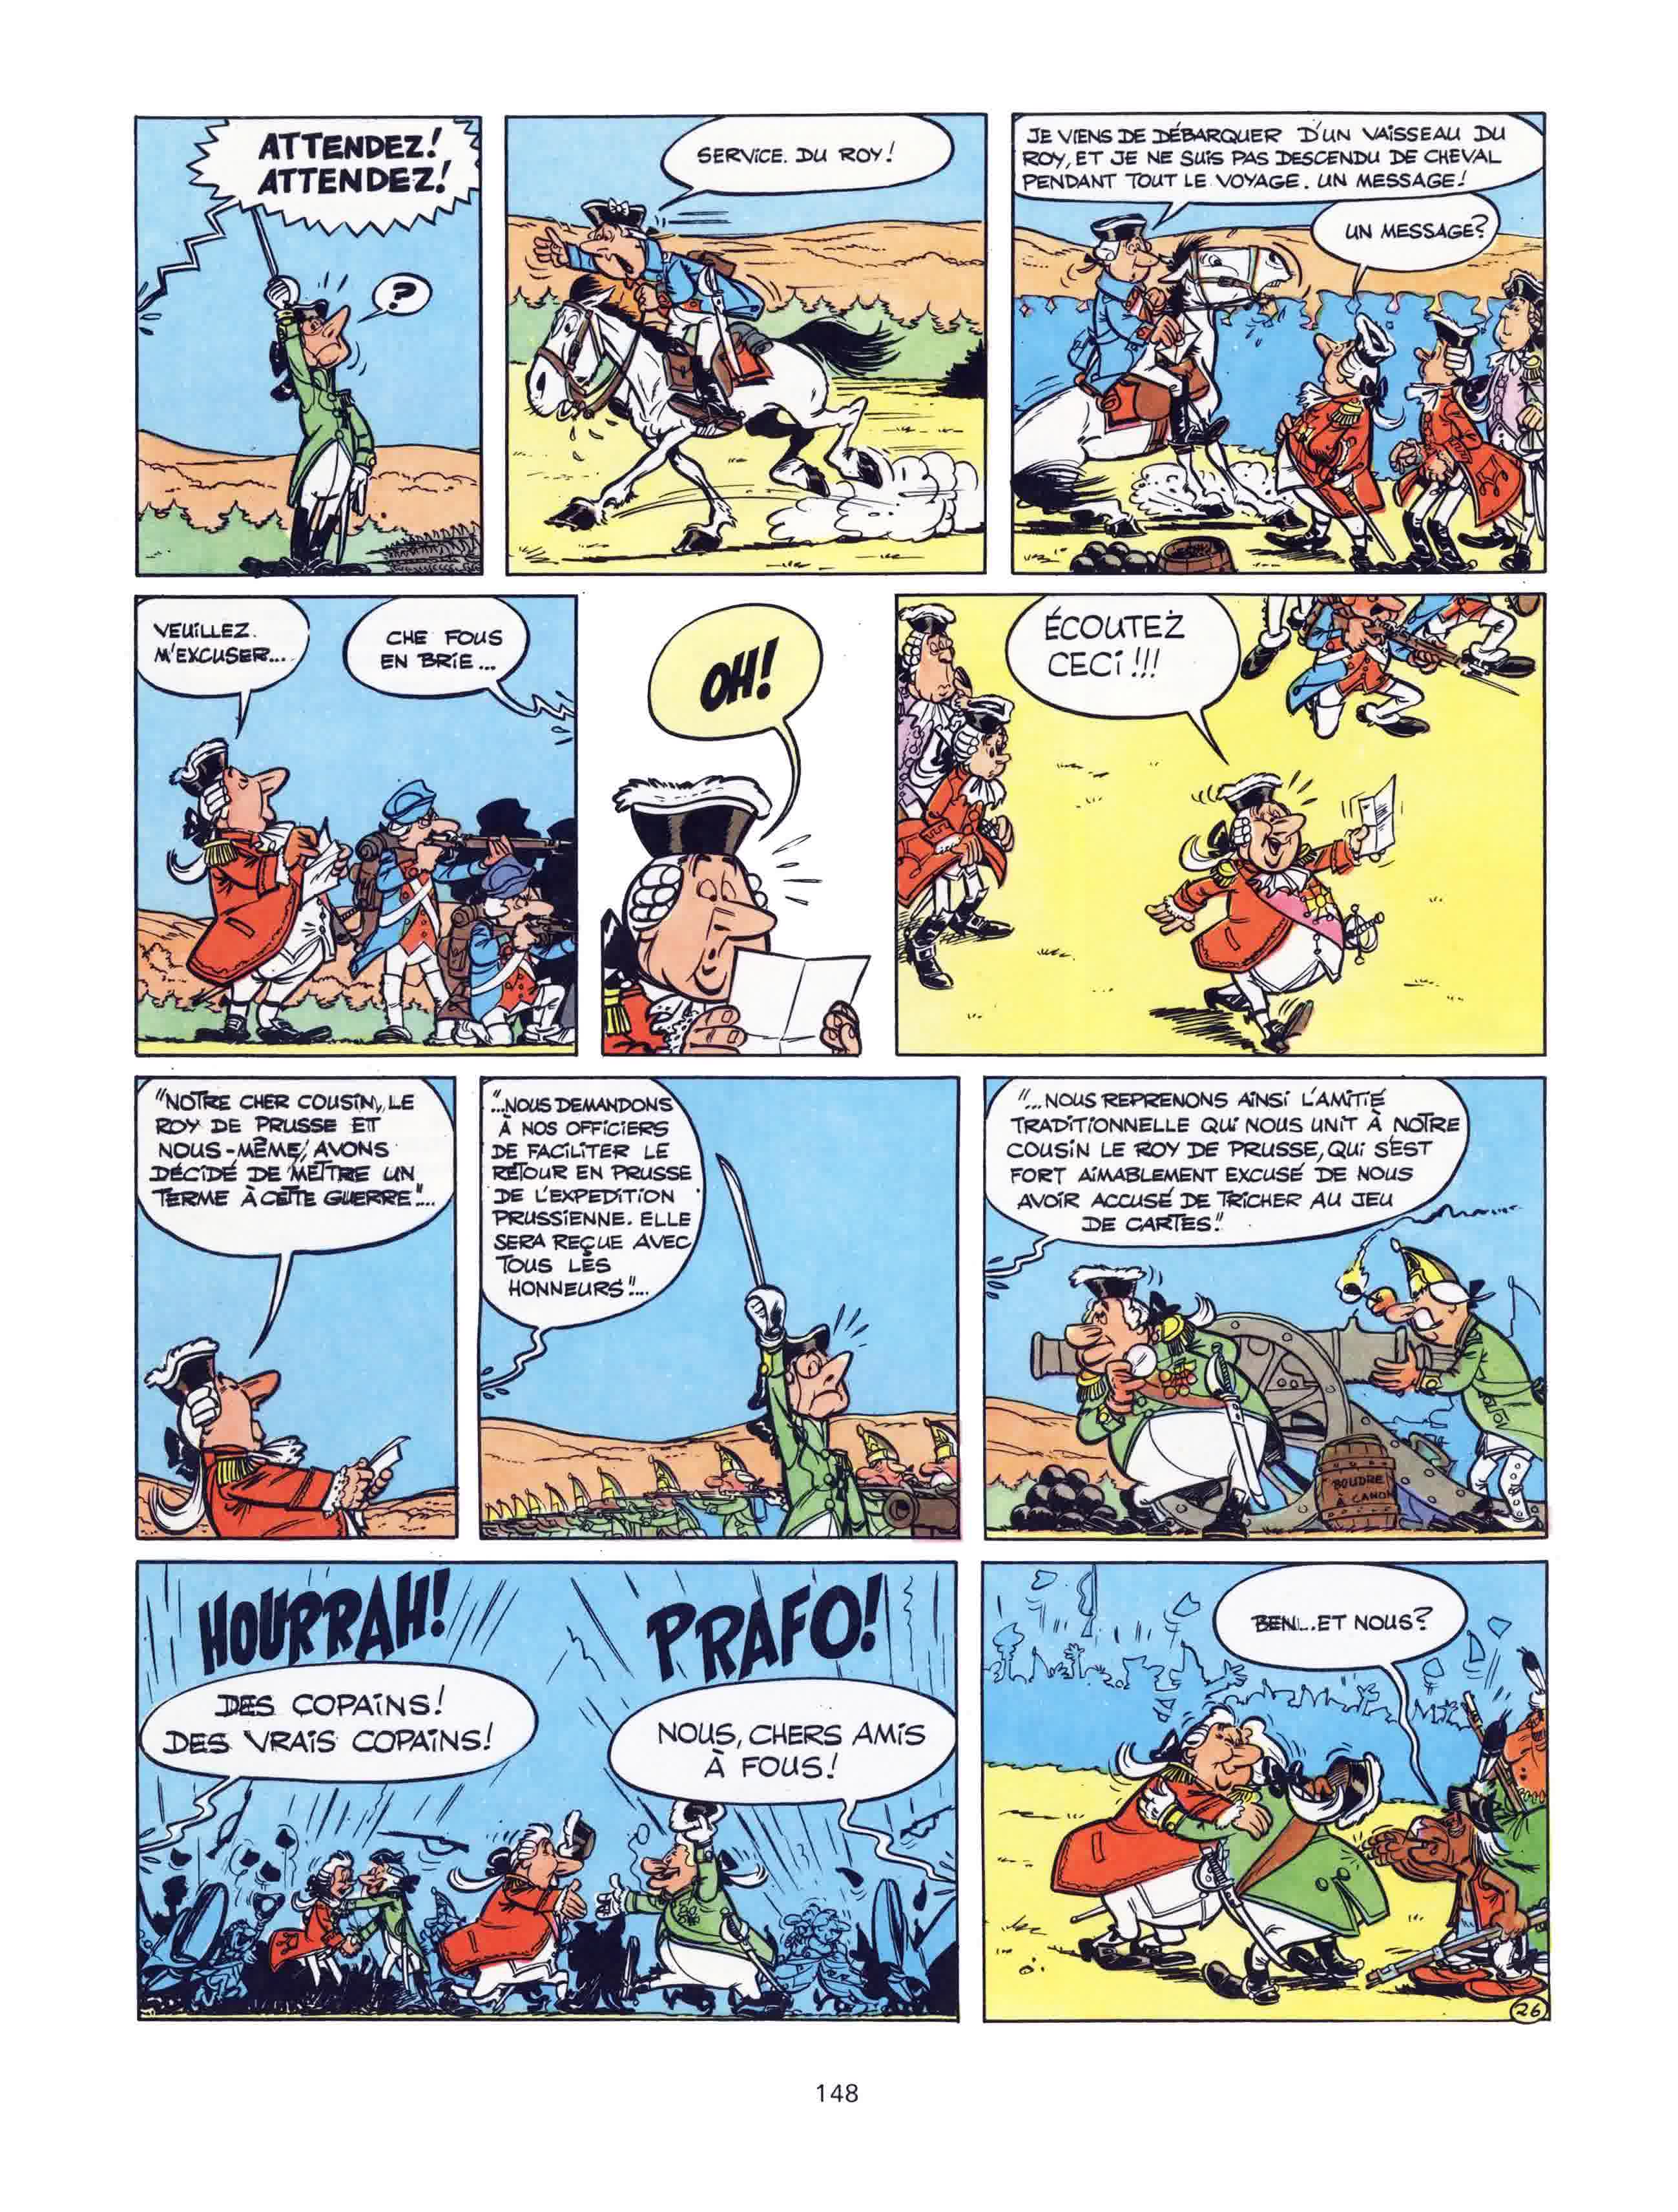 ATTENDEZ!
ATTENDEZ!
?
SERVICE. DU ROY!
JE VIENS DE DÉBARQUER D'UN VAISSEAU DU
ROY, ET JE NE SUIS PAS DESCENDU DE CHEVAL
PENDANT TOUT LE VOYAGE. UN MESSAGE!
UN MESSAGE?
VEUILLEZ.
M'EXCUSER...
CHE FOUS
EN BRIE...
OH!
ÉCOUTEZ
CECI!!!
"NOTRE CHER COUSIN, LE
ROY DE PRUSSE ET
NOUS-MÊME, AVONS
DÉCIDÉ DE METTRE UN
TERME À CETTE GUERRE"...
"...NOUS DEMANDONS
À NOS OFFICIERS
DE FACILITER LE
RETOUR EN PRUSSE
DE L'EXPEDITION
PRUSSIENNE. ELLE
SERA REÇUE AVEC
TOUS LES
HONNEURS"...
"...NOUS REPRENONS AINSI L'AMITIÉ
TRADITIONNELLE QUI NOUS UNIT À NOTRE
COUSIN LE ROY DE PRUSSE, QUI S'EST
FORT AIMABLEMENT EXCUSÉ DE NOUS
AVOIR ACCUSÉ DE TRICHER AU JEU
DE CARTES."
BOUDRE
À CANON
HOURRAH!
PRAFO!
DES COPAINS!
DES VRAIS COPAINS!
NOUS, CHERS AMIS
À FOUS!
BEN... ET NOUS?
26
148